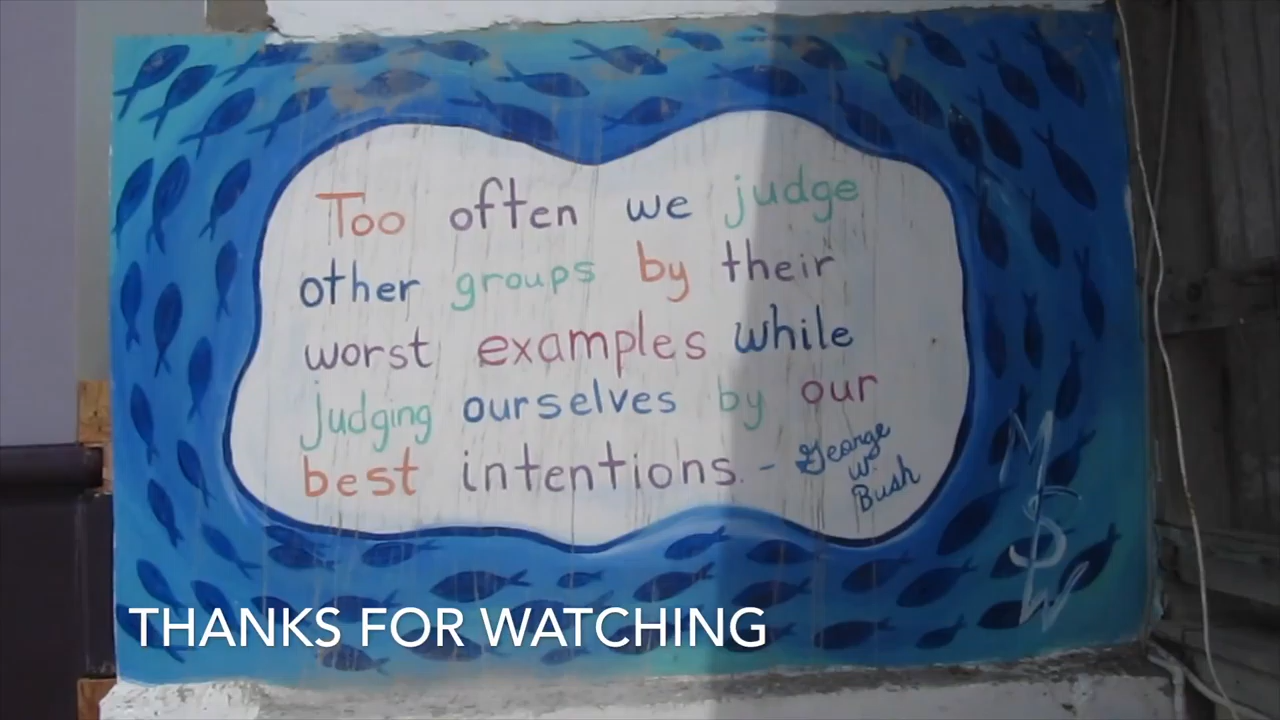 Too often we judge
other groups by their
worst examples while
judging ourselves by our
best intentions. - George
W.
Bush
MSW
THANKS FOR WATCHING